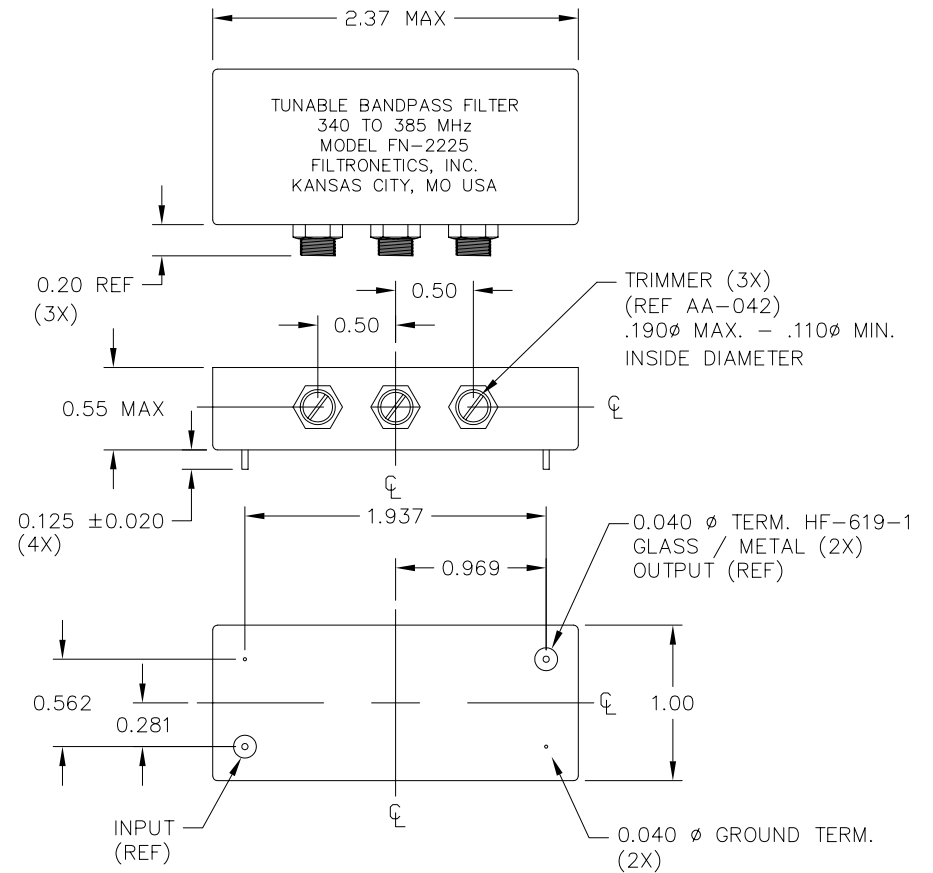 2.37 MAX
TUNABLE BANDPASS FILTER
340 TO 385 MHz
MODEL FN-2225
FILTRONETICS, INC.
KANSAS CITY, MO USA
0.20 REF
(3X)
0.50
0.50
TRIMMER (3X)
(REF AA-042)
.190ø MAX. - .110ø MIN.
INSIDE DIAMETER
0.55 MAX
℄
℄
0.125 ±0.020
(4X)
1.937
0.969
0.040 ø TERM. HF-619-1
GLASS / METAL (2X)
OUTPUT (REF)
0.562
0.281
℄
1.00
℄
INPUT
(REF)
0.040 ø GROUND TERM.
(2X)